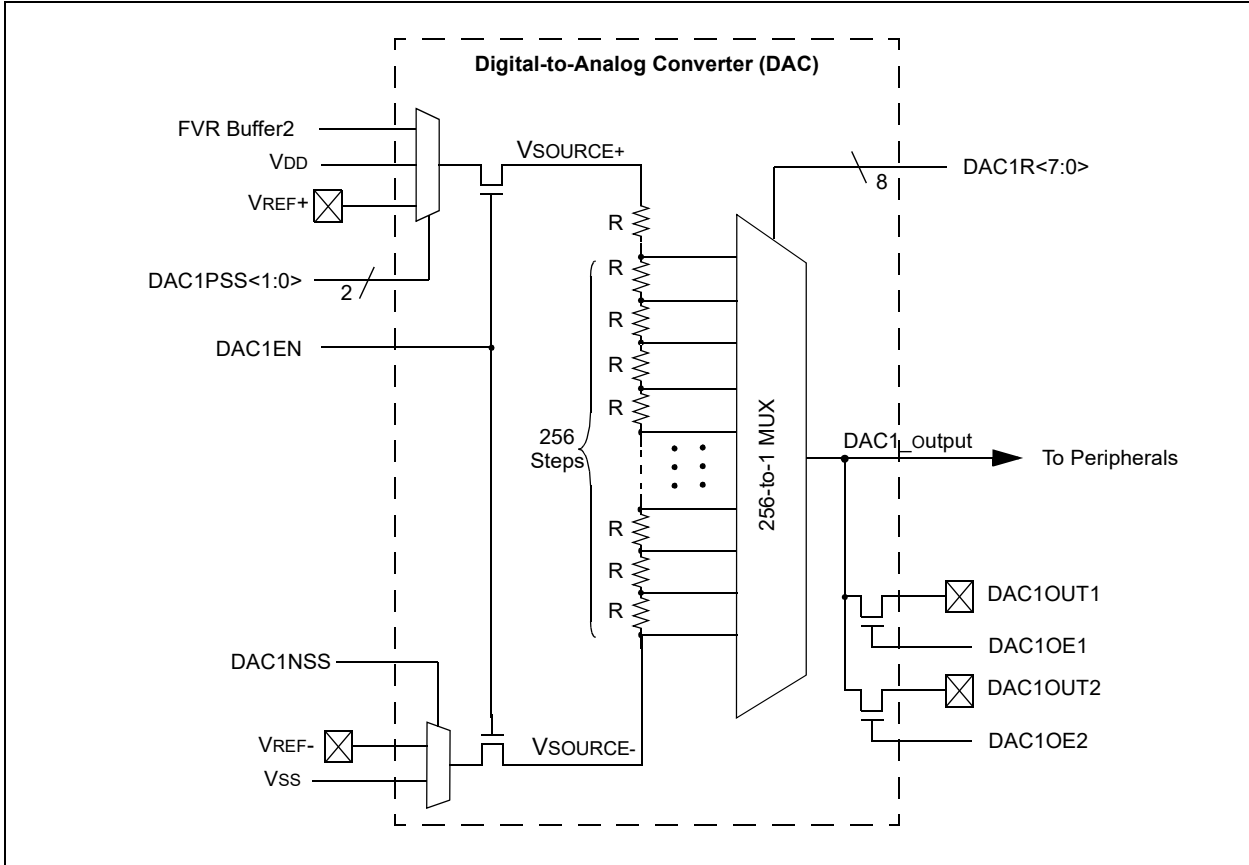 Digital-to-Analog Converter (DAC)
FVR Buffer2
VDD
VREF+
DAC1PSS<1:0>
2
DAC1EN
VSOURCE+
8
DAC1R<7:0>
R
R
R
R
R
256
Steps
R
R
R
256-to-1 MUX
DAC1_output
To Peripherals
DAC1OUT1
DAC1OE1
DAC1OUT2
DAC1OE2
DAC1NSS
VREF-
VSS
VSOURCE-